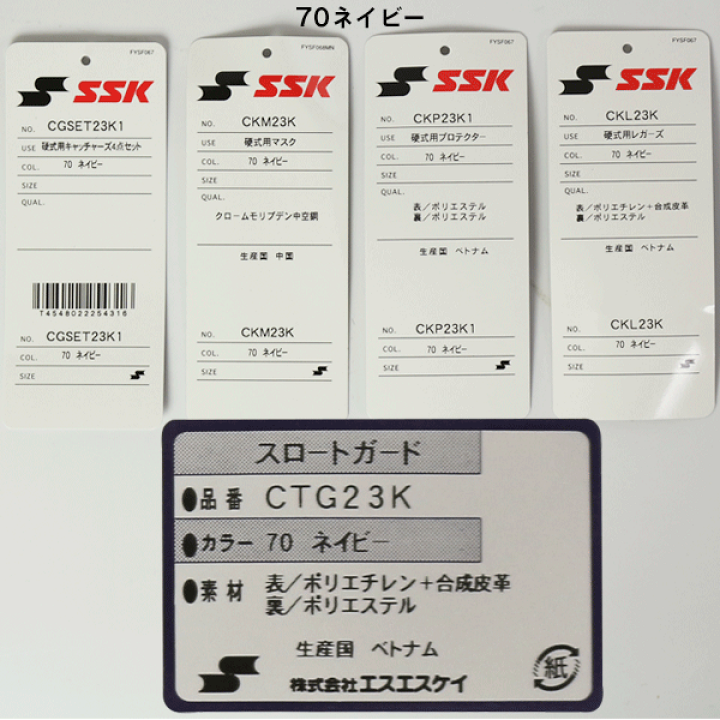 70ネイビー
FYSF067
SSK
NO. CGSET23K1
USE 硬式用キャッチャーズ4点セット
COL. 70 ネイビー
SIZE
QUAL.
T4548022254316
NO. CGSET23K1
COL. 70 ネイビー
SIZE
FYSF068MN
SSK
NO. CKM23K
USE 硬式用マスク
COL. 70 ネイビー
SIZE
QUAL.
クロームモリブデン中空鋼
生産国 中国
NO. CKM23K
COL. 70 ネイビー
SIZE
FYSF067
SSK
NO. CKP23K1
USE 硬式用プロテクター
COL. 70 ネイビー
SIZE
QUAL.
表/ポリエステル
裏/ポリエステル
生産国 ベトナム
NO. CKP23K1
COL. 70 ネイビー
SIZE
FYSF067
SSK
NO. CKL23K
USE 硬式用レガーズ
COL. 70 ネイビー
SIZE
QUAL.
表/ポリエチレン+合成皮革
裏/ポリエステル
生産国 ベトナム
NO. CKL23K
COL. 70 ネイビー
SIZE
スロートガード
品番 CTG23K
カラー 70 ネイビー
素材 表/ポリエチレン+合成皮革
裏/ポリエステル
生産国 ベトナム
株式会社エスエスケイ
紙